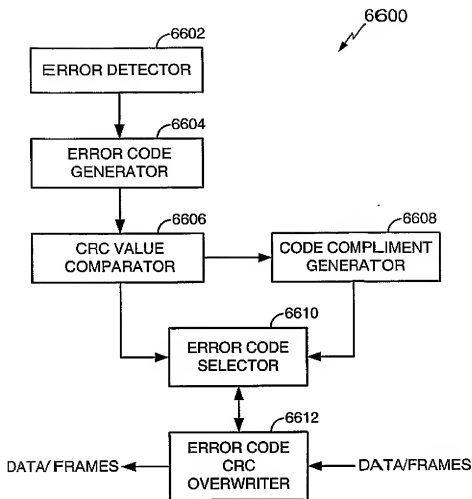 6600
6602
ERROR DETECTOR
6604
ERROR CODE
GENERATOR
6606
CRC VALUE
COMPARATOR
6608
CODE COMPLIMENT
GENERATOR
6610
ERROR CODE
SELECTOR
6612
ERROR CODE
CRC
OVERWRITER
DATA/FRAMES
DATA/FRAMES